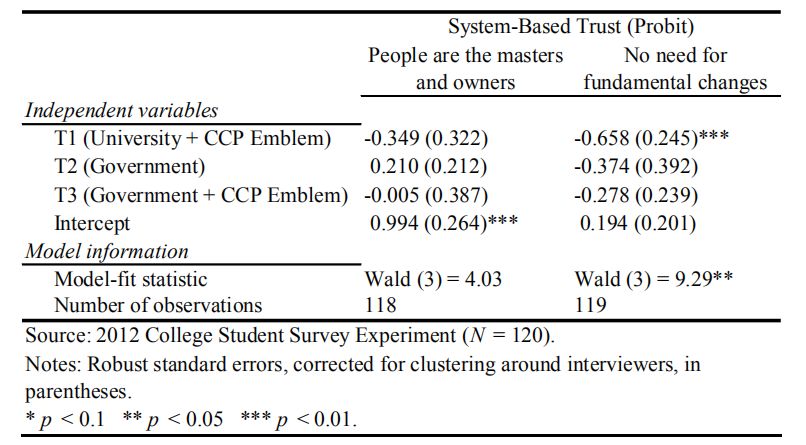 System-Based Trust (Probit)
People are the masters and owners No need for fundamental changes
Independent variables
T1 (University + CCP Emblem) -0.349 (0.322) -0.658 (0.245)***
T2 (Government) 0.210 (0.212) -0.374 (0.392)
T3 (Government + CCP Emblem) -0.005 (0.387) -0.278 (0.239)
Intercept 0.994 (0.264)*** 0.194 (0.201)
Model information
Model-fit statistic Wald (3) = 4.03 Wald (3) = 9.29**
Number of observations 118 119
Source: 2012 College Student Survey Experiment (N = 120).
Notes: Robust standard errors, corrected for clustering around interviewers, in
parentheses.
* p < 0.1 ** p < 0.05 *** p < 0.01.